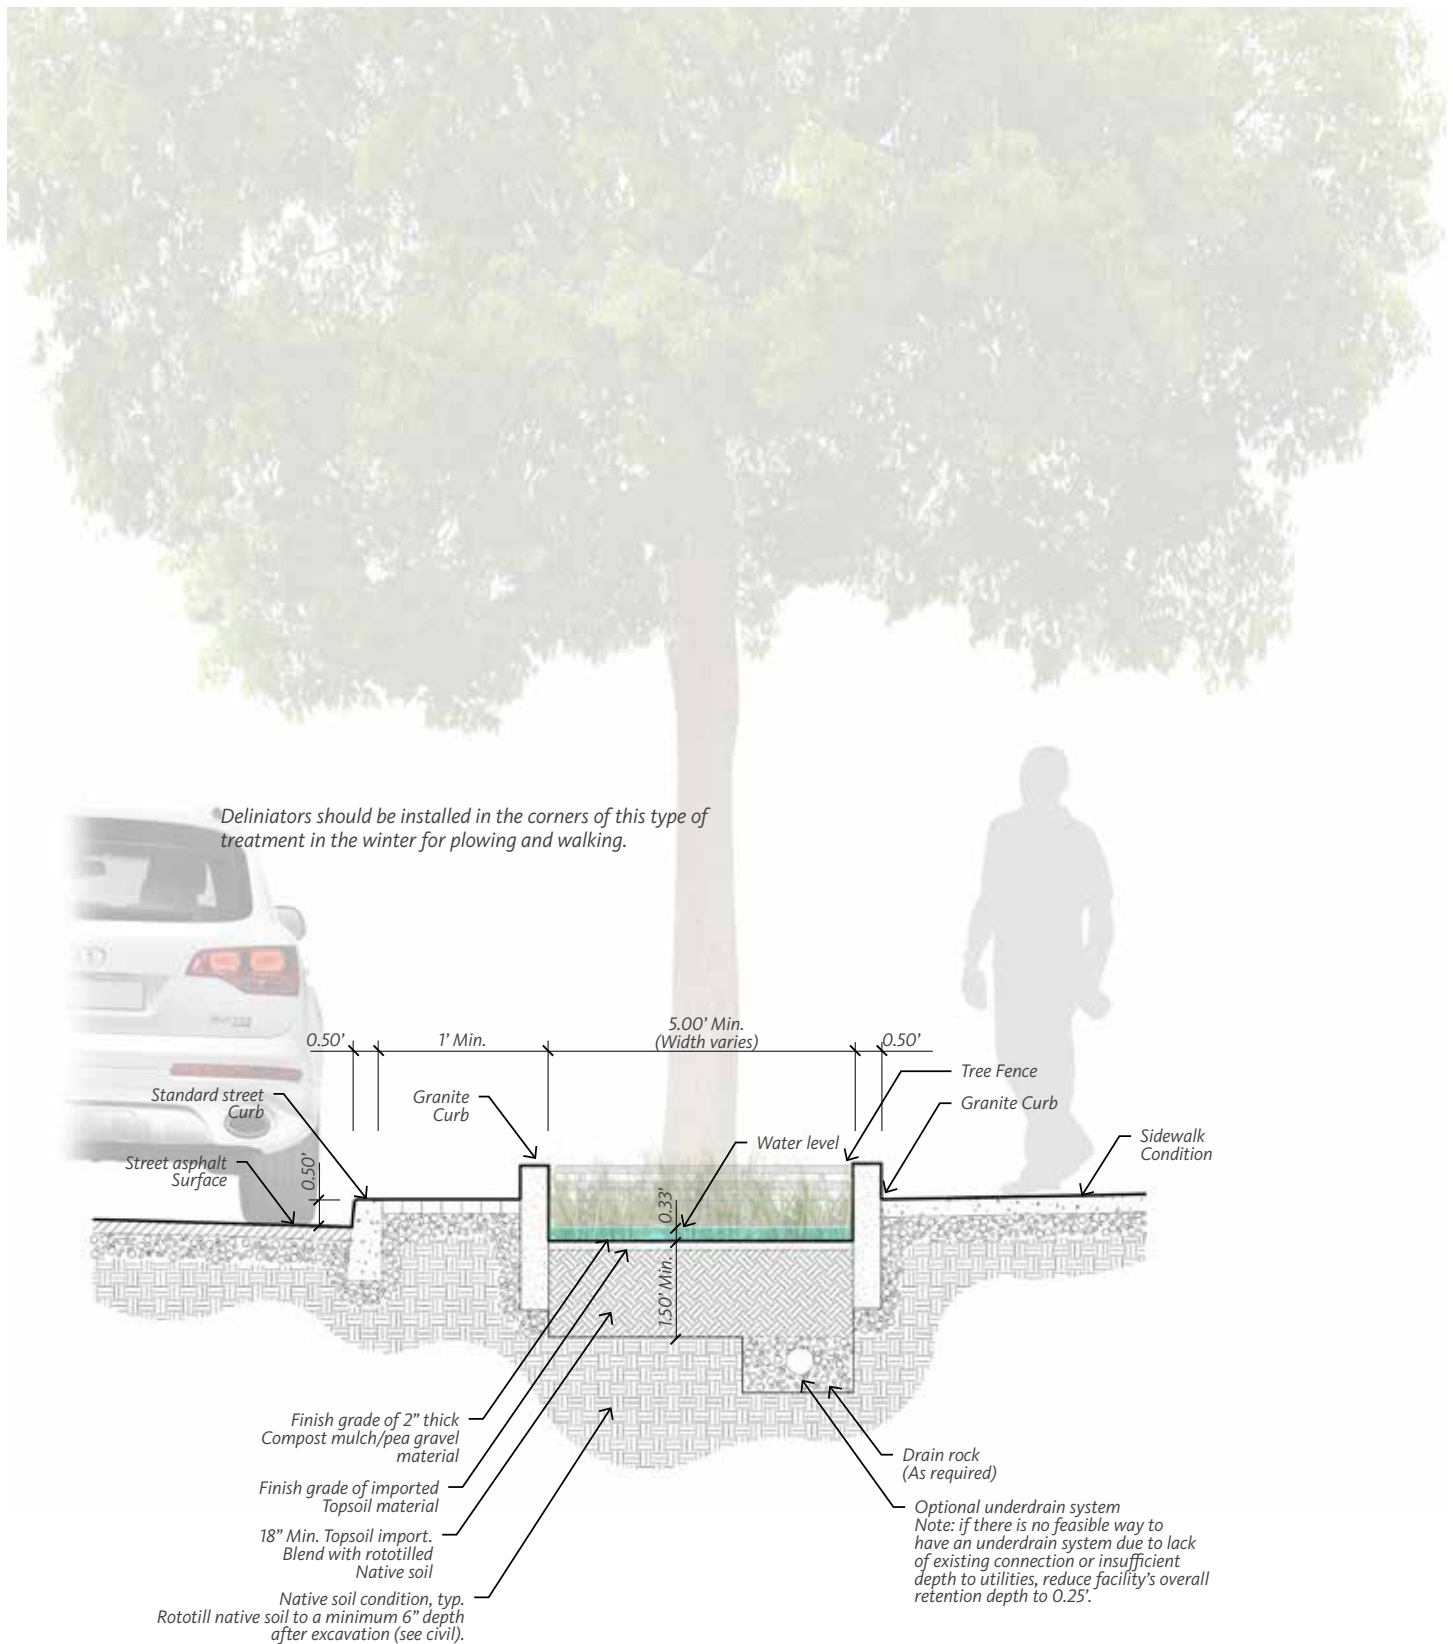 Deliniators should be installed in the corners of this type of
treatment in the winter for plowing and walking.
0.50’
1’ Min.
5.00’ Min.
(Width varies)
0.50’
Standard street
Curb
Granite
Curb
Tree Fence
Granite Curb
Water level
Sidewalk
Condition
Street asphalt
Surface
0.50’
0.33’
1.50’ Min.
Finish grade of 2” thick
Compost mulch/pea gravel
material
Finish grade of imported
Topsoil material
18” Min. Topsoil import.
Blend with rototilled
Native soil
Native soil condition, typ.
Rototill native soil to a minimum 6” depth
after excavation (see civil).
Drain rock
(As required)
Optional underdrain system
Note: if there is no feasible way to
have an underdrain system due to lack
of existing connection or insufficient
depth to utilities, reduce facility’s overall
retention depth to 0.25’.